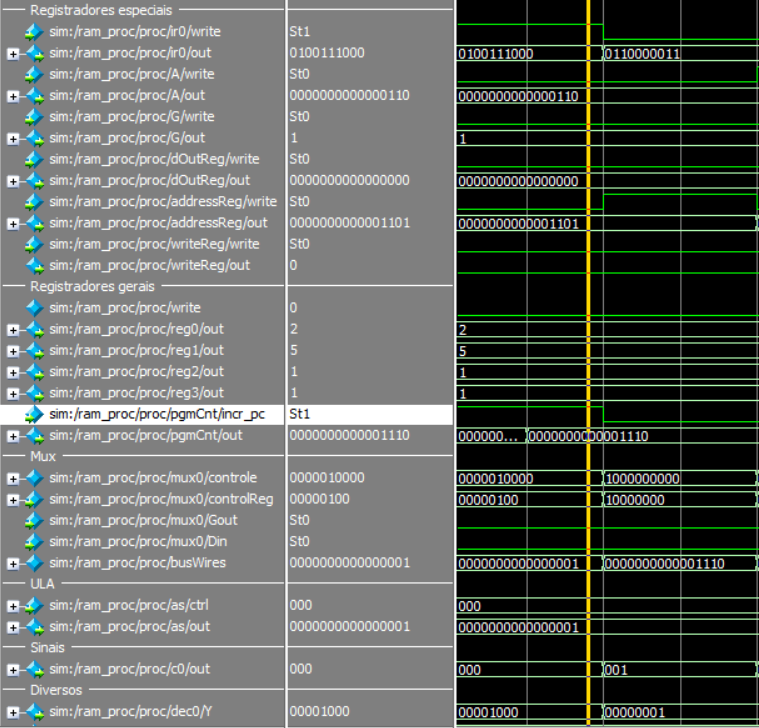 Registradores especiais
sim:/ram_proc/proc/ir0/write St1
sim:/ram_proc/proc/ir0/out 0100111000 0100111000 0110000011
sim:/ram_proc/proc/A/write St0
sim:/ram_proc/proc/A/out 0000000000000110 0000000000000110
sim:/ram_proc/proc/G/write St0
sim:/ram_proc/proc/G/out 1 1
sim:/ram_proc/proc/dOutReg/write St0
sim:/ram_proc/proc/dOutReg/out 0000000000000000 0000000000000000
sim:/ram_proc/proc/addressReg/write St0
sim:/ram_proc/proc/addressReg/out 0000000000001101 0000000000001101
sim:/ram_proc/proc/writeReg/write St0
sim:/ram_proc/proc/writeReg/out 0
Registradores gerais
sim:/ram_proc/proc/write 0
sim:/ram_proc/proc/reg0/out 2 2
sim:/ram_proc/proc/reg1/out 5 5
sim:/ram_proc/proc/reg2/out 1 1
sim:/ram_proc/proc/reg3/out 1 1
sim:/ram_proc/proc/pgmCnt/incr_pc St1
sim:/ram_proc/proc/pgmCnt/out 0000000000001110 000000... 0000000000001110
Mux
sim:/ram_proc/proc/mux0/controle 0000010000 0000010000 1000000000
sim:/ram_proc/proc/mux0/controlReg 00000100 00000100 10000000
sim:/ram_proc/proc/mux0/Gout St0
sim:/ram_proc/proc/mux0/Din St0
sim:/ram_proc/proc/busWires 0000000000000001 0000000000000001 0000000000001110
ULA
sim:/ram_proc/proc/as/ctrl 000 000
sim:/ram_proc/proc/as/out 0000000000000001 0000000000000001
Sinais
sim:/ram_proc/proc/c0/out 000 000 001
Diversos
sim:/ram_proc/proc/dec0/Y 00001000 00001000 00000001